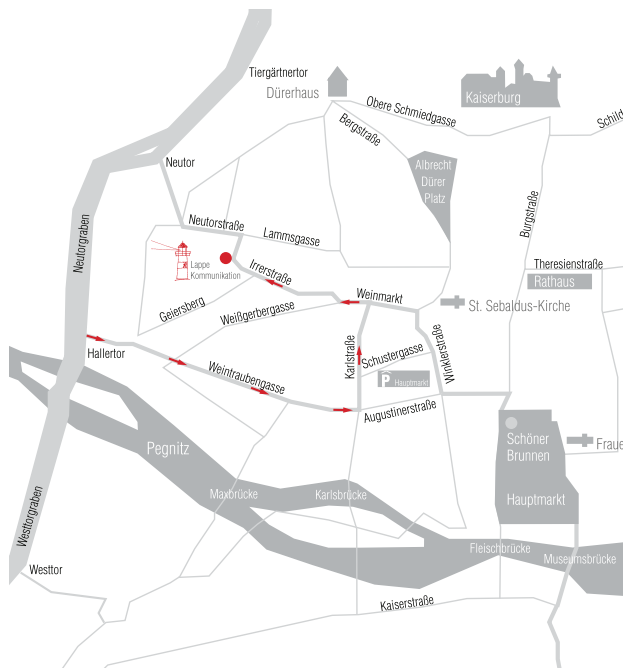 Tiergärtnertor
Dürerhaus
Kaiserburg
Obere Schmiedgasse
Bergstraße
Neutor
Albrecht
Dürer
Platz
Burgstraße
Neutorgraben
Neutorstraße
Lammsgasse
Lappe
Kommunikation
Irrerstraße
Theresienstraße
Rathaus
Geiersberg
Weißgerbergasse
Weinmarkt
St. Sebaldus-Kirche
Hallertor
Weintraubengasse
Karlstraße
Schustergasse
Winklerstraße
P Hauptmarkt
Augustinerstraße
Pegnitz
Schöner
Brunnen
Hauptmarkt
Maxbrücke
Karlsbrücke
Westtorgraben
Fleischbrücke
Museumsbrücke
Westtor
Kaiserstraße